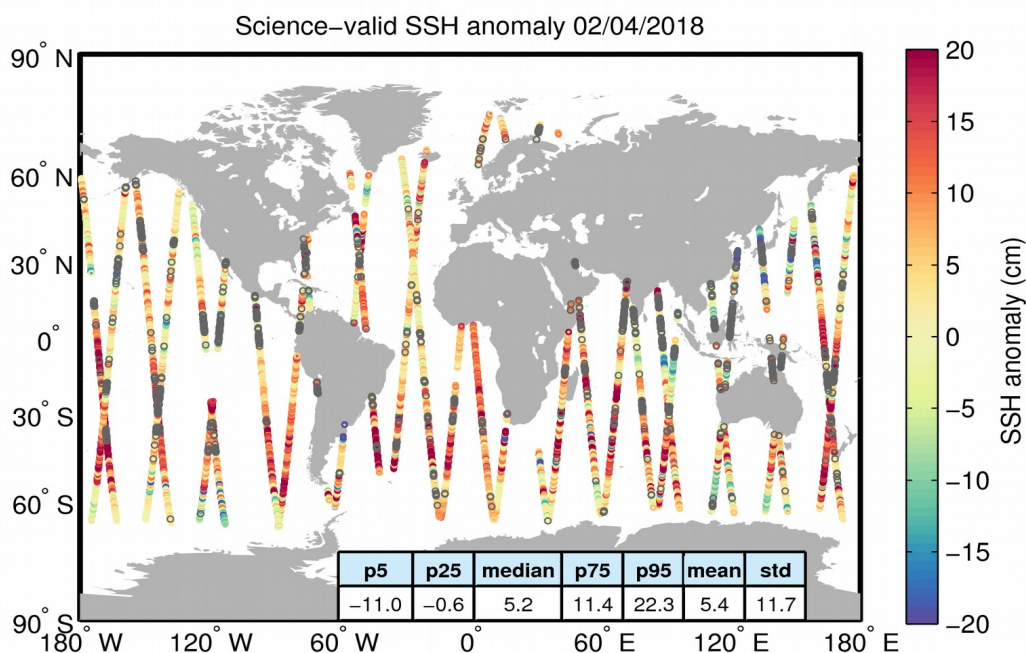 Science−valid SSH anomaly 02/04/2018
90° N
60° N
30° N
0°
30° S
60° S
90° S
180° W
120° W
60° W
0°
60° E
120° E
180° E
p5 p25 median p75 p95 mean std
−11.0 −0.6 5.2 11.4 22.3 5.4 11.7
20
15
10
5
0
−5
−10
−15
−20
SSH anomaly (cm)